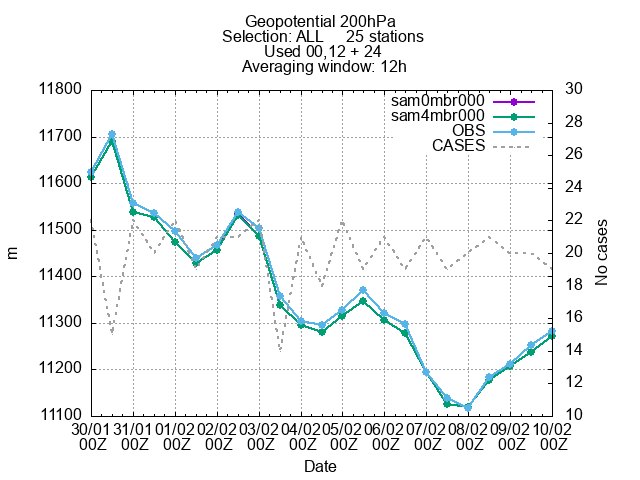 Geopotential 200hPa
Selection: ALL 25 stations
Used 00,12 + 24
Averaging window: 12h
sam0mbr000
sam4mbr000
OBS
CASES
11800
11700
11600
11500
11400
11300
11200
11100
m
30
28
26
24
22
20
18
16
14
12
10
No cases
30/01 31/01 01/02 02/02 03/02 04/02 05/02 06/02 07/02 08/02 09/02 10/02
00Z 00Z 00Z 00Z 00Z 00Z 00Z 00Z 00Z 00Z 00Z 00Z
Date